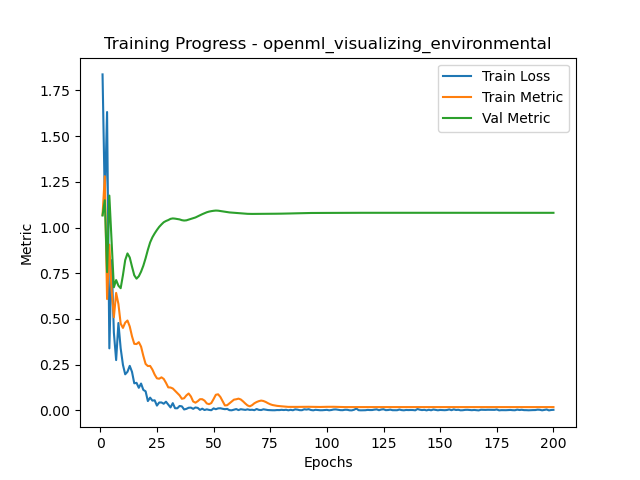 Training Progress - openml_visualizing_environmental
Train Loss
Train Metric
Val Metric
Metric
1.75
1.50
1.25
1.00
0.75
0.50
0.25
0.00
0 25 50 75 100 125 150 175 200
Epochs